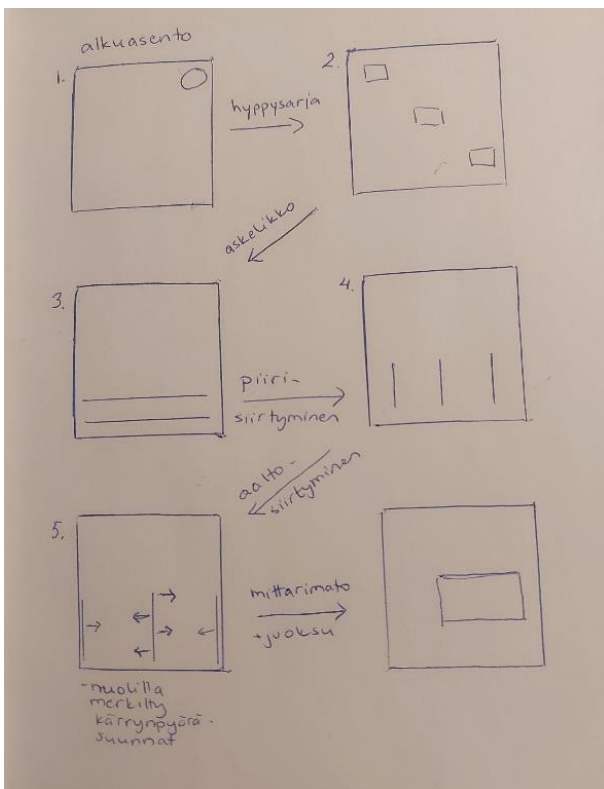 alkuasento
1.
hyppysarja
2.
askelikko
3.
piiri-
siirtyminen
4.
aalto-
siirtyminen
5.
mittarimato
+juoksu
-nuolilla
merkitty
kärrynpyörä-
suunnat